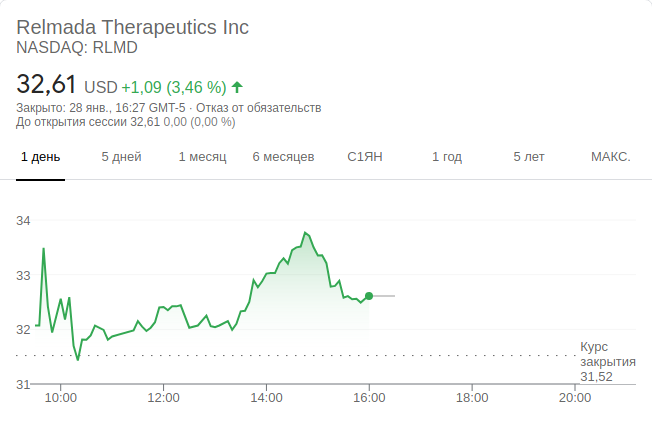 Relmada Therapeutics Inc
NASDAQ: RLMD
32,61 USD +1,09 (3,46 %)
Закрыто: 28 янв., 16:27 GMT-5 · Отказ от обязательств
До открытия сессии 32,61 0,00 (0,00 %)
1 день 5 дней 1 месяц 6 месяцев С1ЯН 1 год 5 лет МАКС.
34
33
32
Курс
закрытия
31,52
31
10:00 12:00 14:00 16:00 18:00 20:00